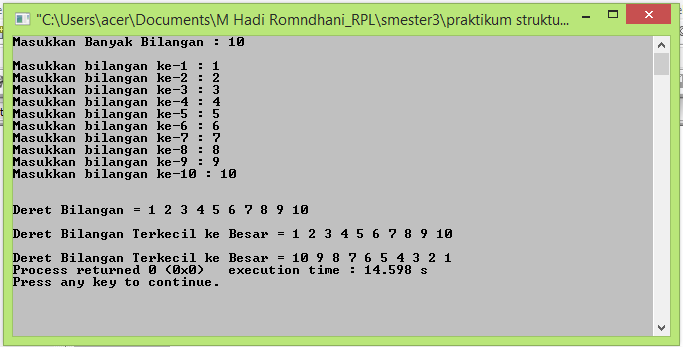 "C:\Users\acer\Documents\M Hadi Romndhani_RPL\smester3\praktikum struktu...
Masukkan Banyak Bilangan : 10
Masukkan bilangan ke-1 : 1
Masukkan bilangan ke-2 : 2
Masukkan bilangan ke-3 : 3
Masukkan bilangan ke-4 : 4
Masukkan bilangan ke-5 : 5
Masukkan bilangan ke-6 : 6
Masukkan bilangan ke-7 : 7
Masukkan bilangan ke-8 : 8
Masukkan bilangan ke-9 : 9
Masukkan bilangan ke-10 : 10
Deret Bilangan = 1 2 3 4 5 6 7 8 9 10
Deret Bilangan Terkecil ke Besar = 1 2 3 4 5 6 7 8 9 10
Deret Bilangan Terkecil ke Besar = 10 9 8 7 6 5 4 3 2 1
Process returned 0 (0x0)   execution time : 14.598 s
Press any key to continue.